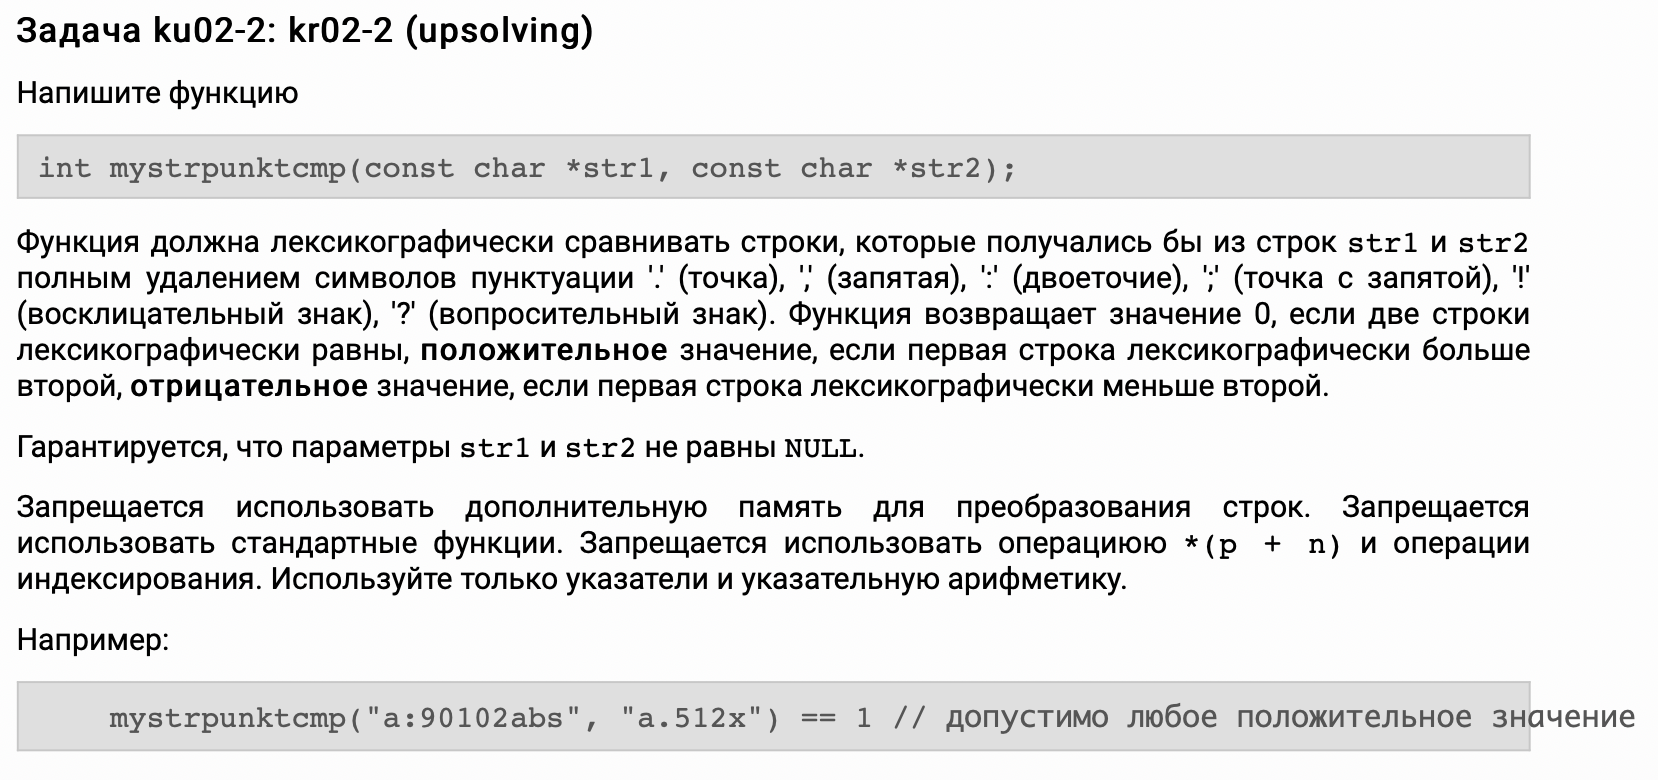 Задача ku02-2: kr02-2 (upsolving)
Напишите функцию
int mystrpunktcmp(const char *str1, const char *str2);
Функция должна лексикографически сравнивать строки, которые получались бы из строк str1 и str2
полным удалением символов пунктуации '.' (точка), ',' (запятая), ':' (двоеточие), ';' (точка с запятой), '!'
(восклицательный знак), '?' (вопросительный знак). Функция возвращает значение 0, если две строки
лексикографически равны, положительное значение, если первая строка лексикографически больше
второй, отрицательное значение, если первая строка лексикографически меньше второй.
Гарантируется, что параметры str1 и str2 не равны NULL.
Запрещается использовать дополнительную память для преобразования строк. Запрещается
использовать стандартные функции. Запрещается использовать операциюю *(p + n) и операции
индексирования. Используйте только указатели и указательную арифметику.
Например:
mystrpunktcmp("a:90102abs", "a.512x") == 1 // допустимо любое положительное значение